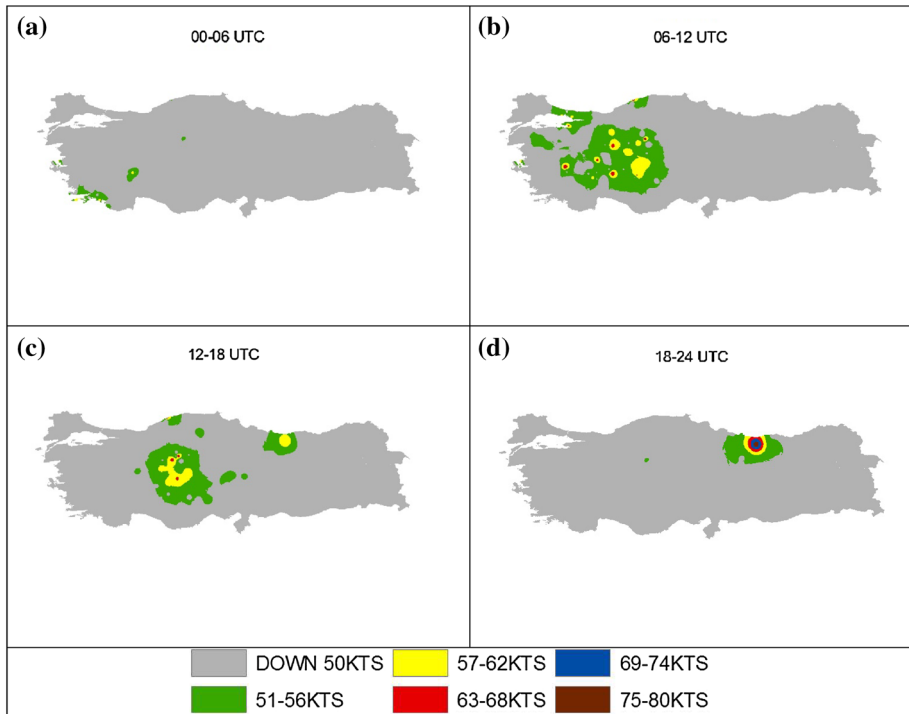 (a)
00-06 UTC
(b)
06-12 UTC
(c)
12-18 UTC
(d)
18-24 UTC
DOWN 50KTS
57-62KTS
69-74KTS
51-56KTS
63-68KTS
75-80KTS